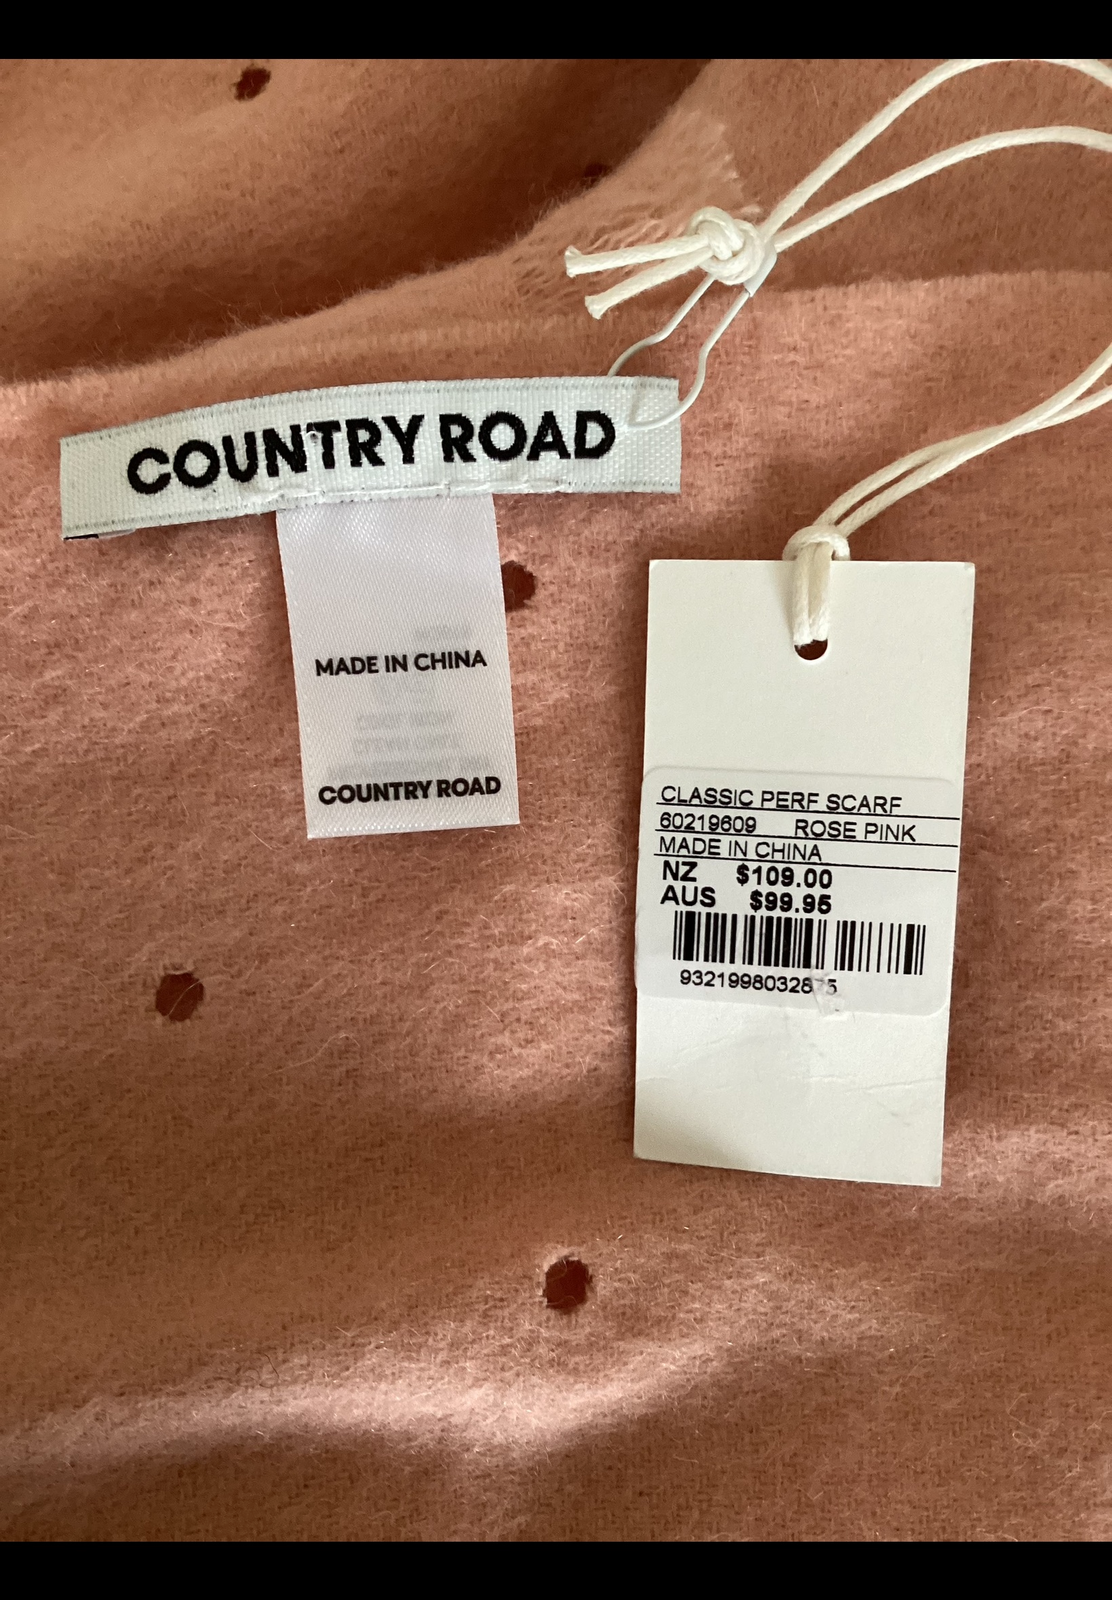 COUNTRY ROAD
MADE IN CHINA
COUNTRY ROAD
CLASSIC PERF SCARF
60219609 ROSE PINK
MADE IN CHINA
NZ $109.00
AUS $99.95
9321998032875